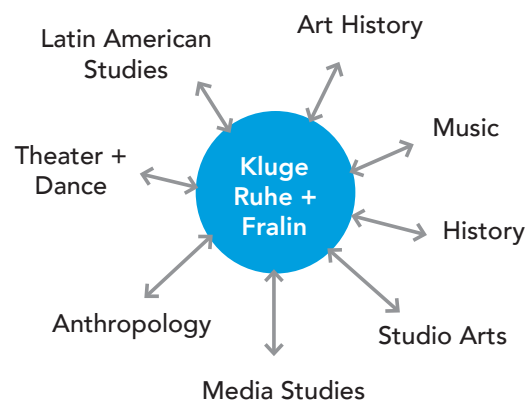 Art History
Latin American
Studies
Music
Theater +
Dance
Kluge
Ruhe +
Fralin
History
Anthropology
Studio Arts
Media Studies